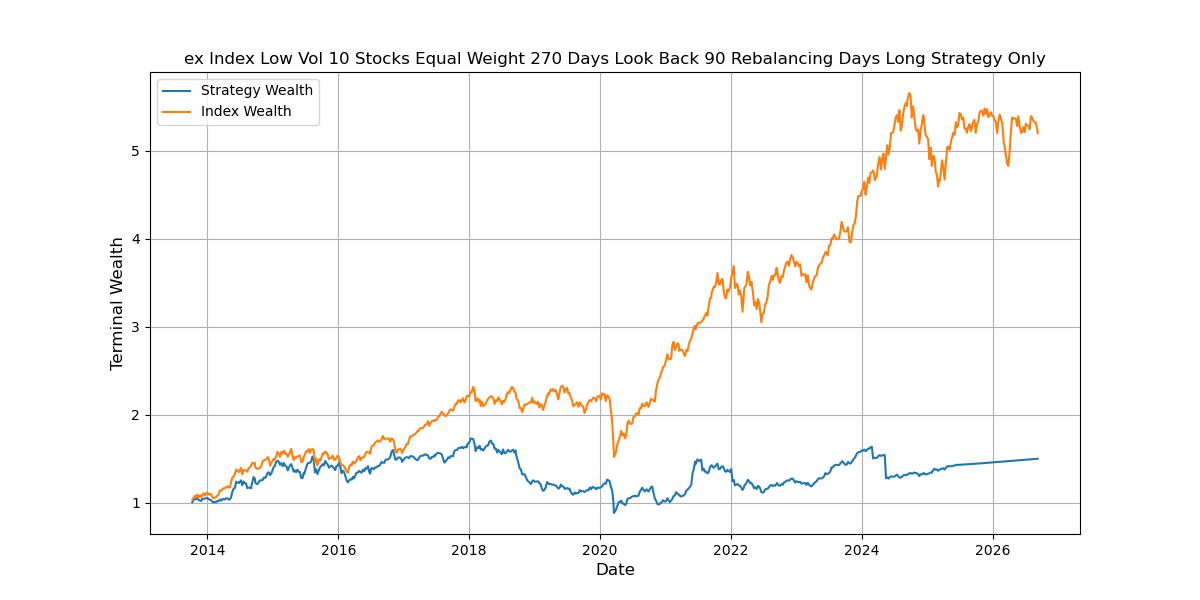 ex Index Low Vol 10 Stocks Equal Weight 270 Days Look Back 90 Rebalancing Days Long Strategy Only
Strategy Wealth
Index Wealth
Terminal Wealth
5
4
3
2
1
2014 2016 2018 2020 2022 2024 2026
Date